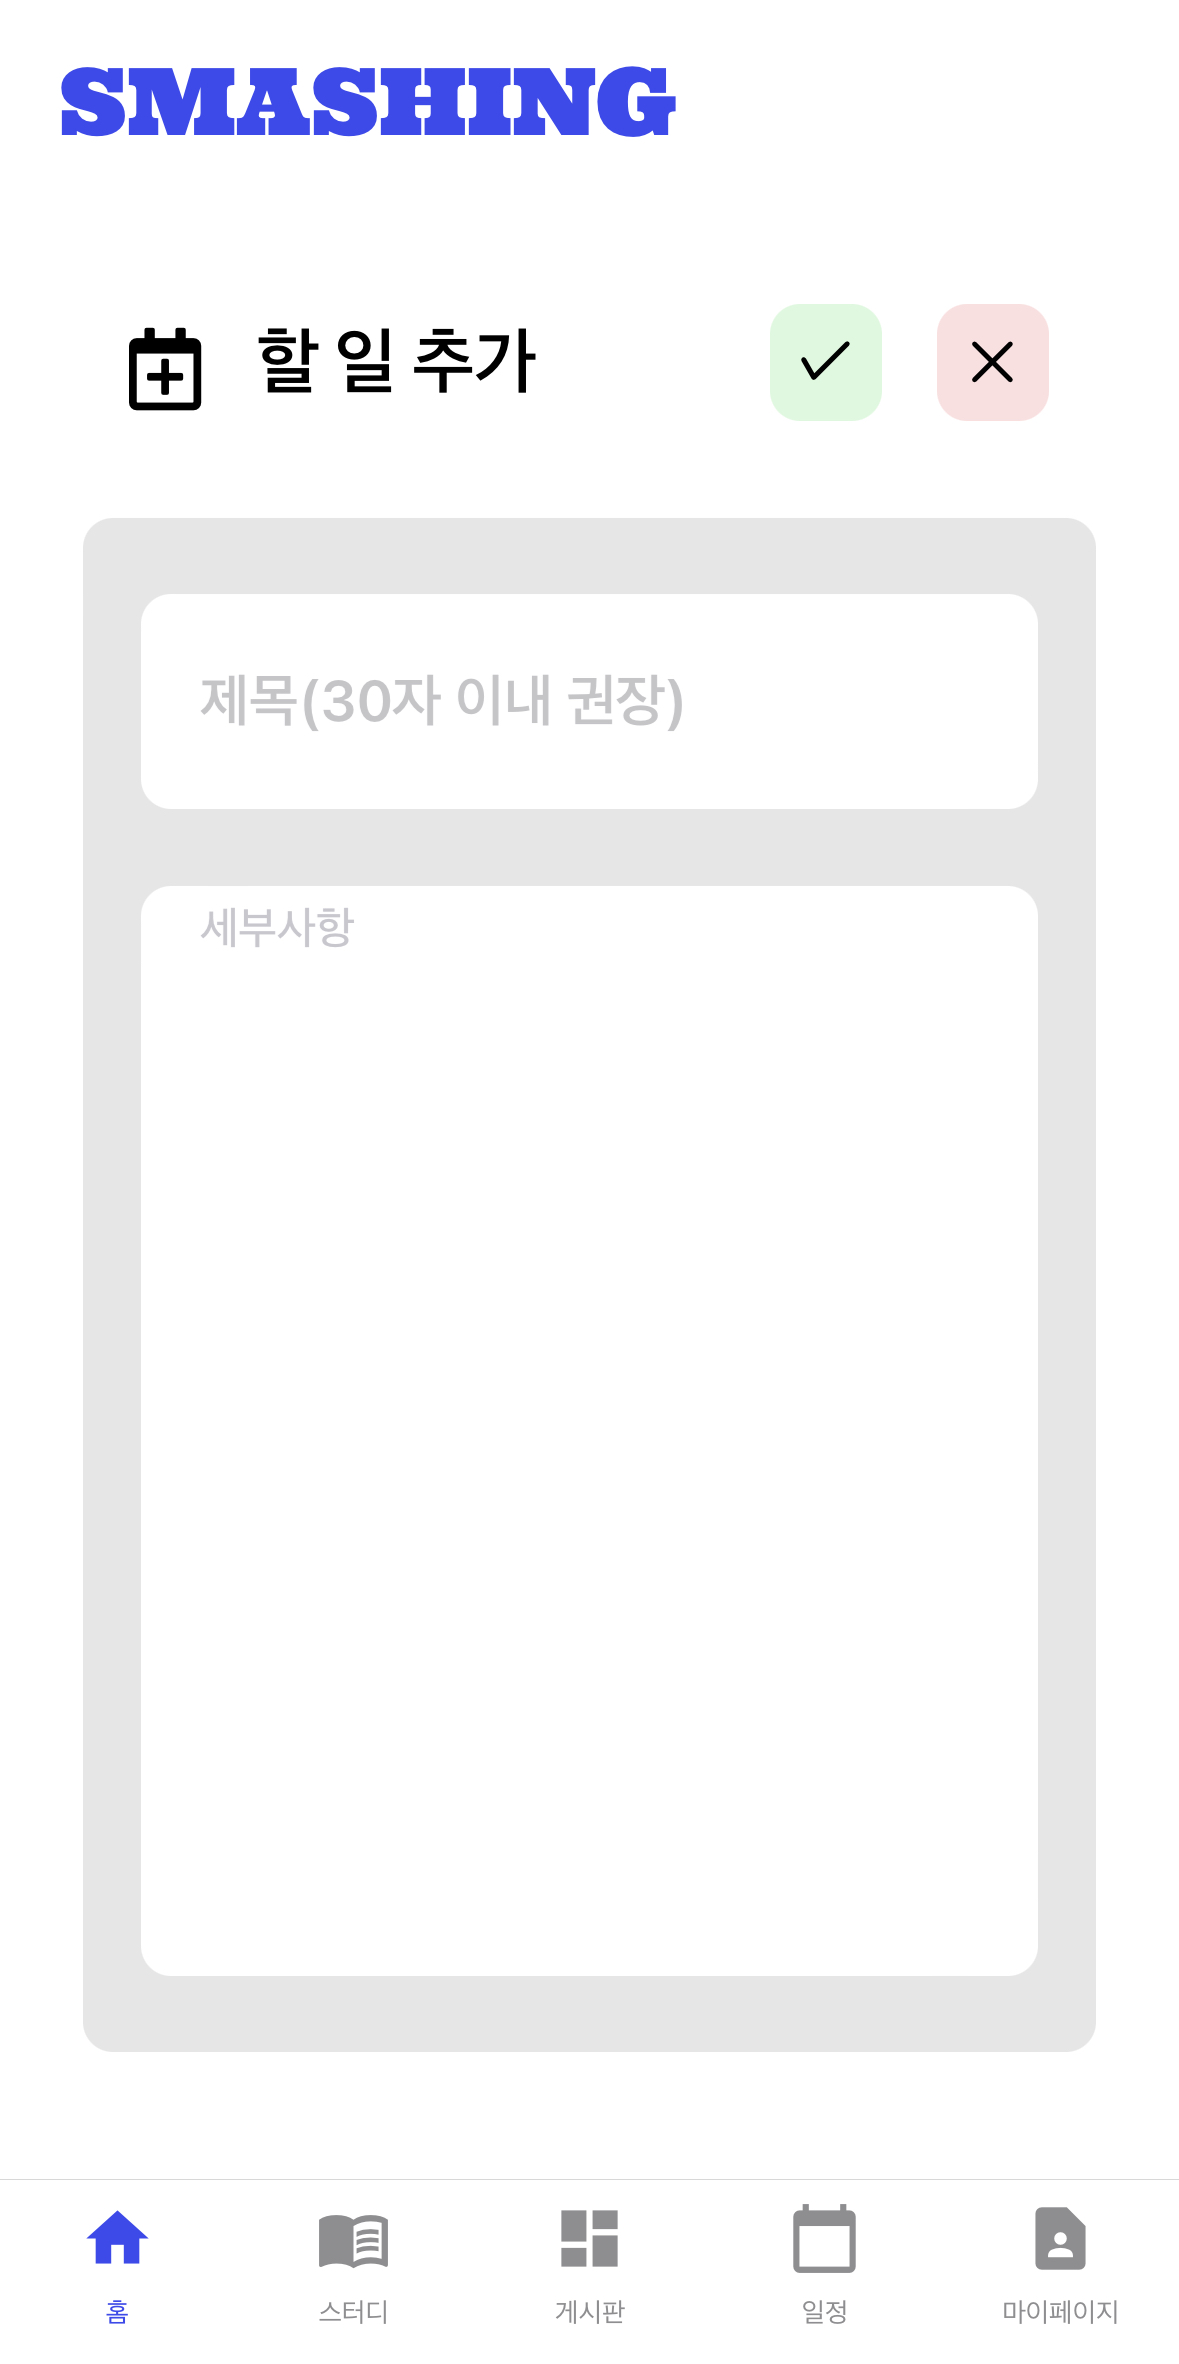 SMASHING
할 일 추가
제목(30자 이내 권장)
세부사항
홈 스터디 게시판 일정 마이페이지